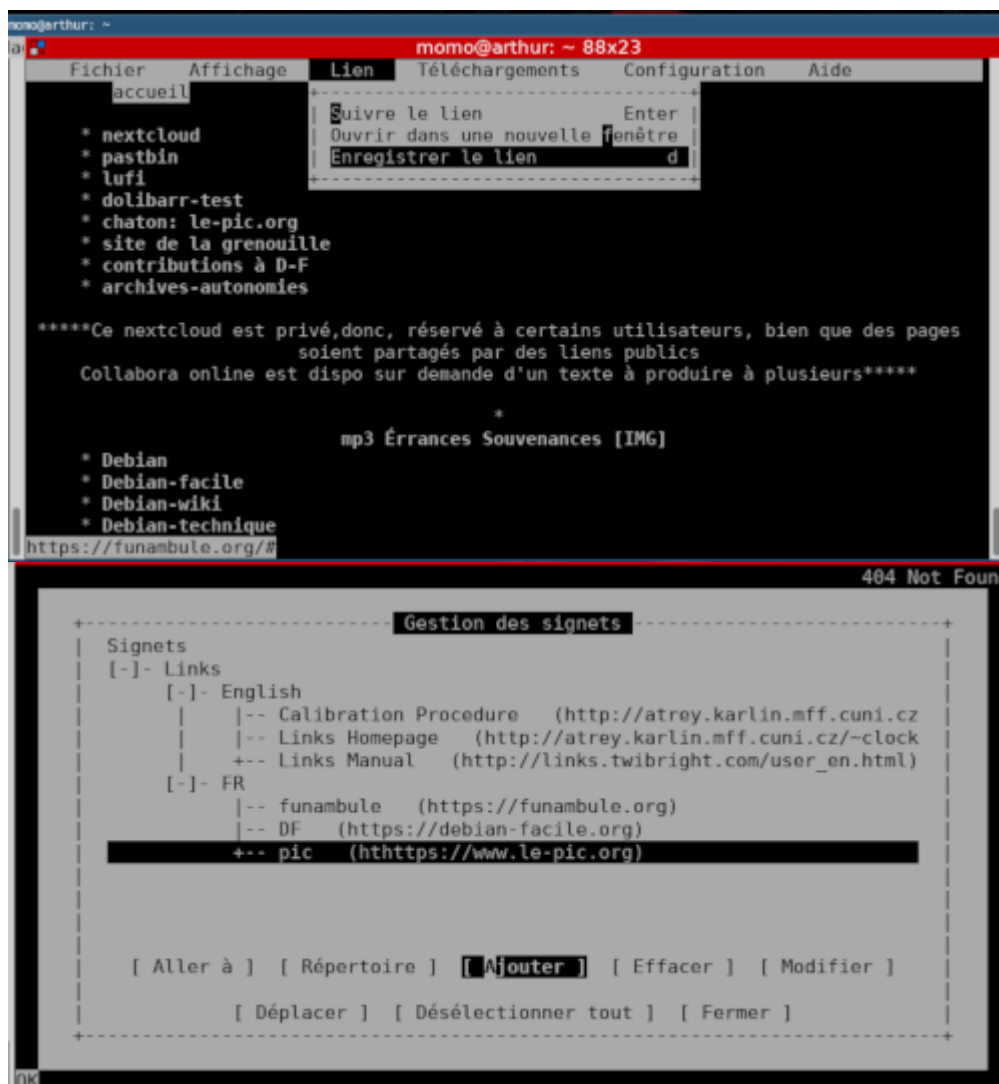 momo@arthur: ~
momo@arthur: ~ 88x23
Fichier Affichage Lien Téléchargements Configuration Aide
accueil
Suivre le lien Enter
Ouvrir dans une nouvelle fenêtre
Enregistrer le lien d
* nextcloud
* pastbin
* lufi
* dolibarr-test
* chaton: le-pic.org
* site de la grenouille
* contributions à D-F
* archives-autonomies
*****Ce nextcloud est privé,donc, réservé à certains utilisateurs, bien que des pages
soient partagés par des liens publics
Collabora online est dispo sur demande d'un texte à produire à plusieurs*****
*
mp3 Érrances Souvenances [IMG]
* Debian
* Debian-facile
* Debian-wiki
* Debian-technique
https://funambule.org/#
404 Not Foun
Gestion des signets
Signets
[-]- Links
[-]- English
|-- Calibration Procedure (http://atrey.karlin.mff.cuni.cz
|-- Links Homepage (http://atrey.karlin.mff.cuni.cz/~clock
+-- Links Manual (http://links.twibright.com/user_en.html)
[-]- FR
|-- funambule (https://funambule.org)
|-- DF (https://debian-facile.org)
+-- pic (hthttps://www.le-pic.org)
[ Aller à ] [ Répertoire ] [ Ajouter ] [ Effacer ] [ Modifier ]
[ Déplacer ] [ Désélectionner tout ] [ Fermer ]
OK